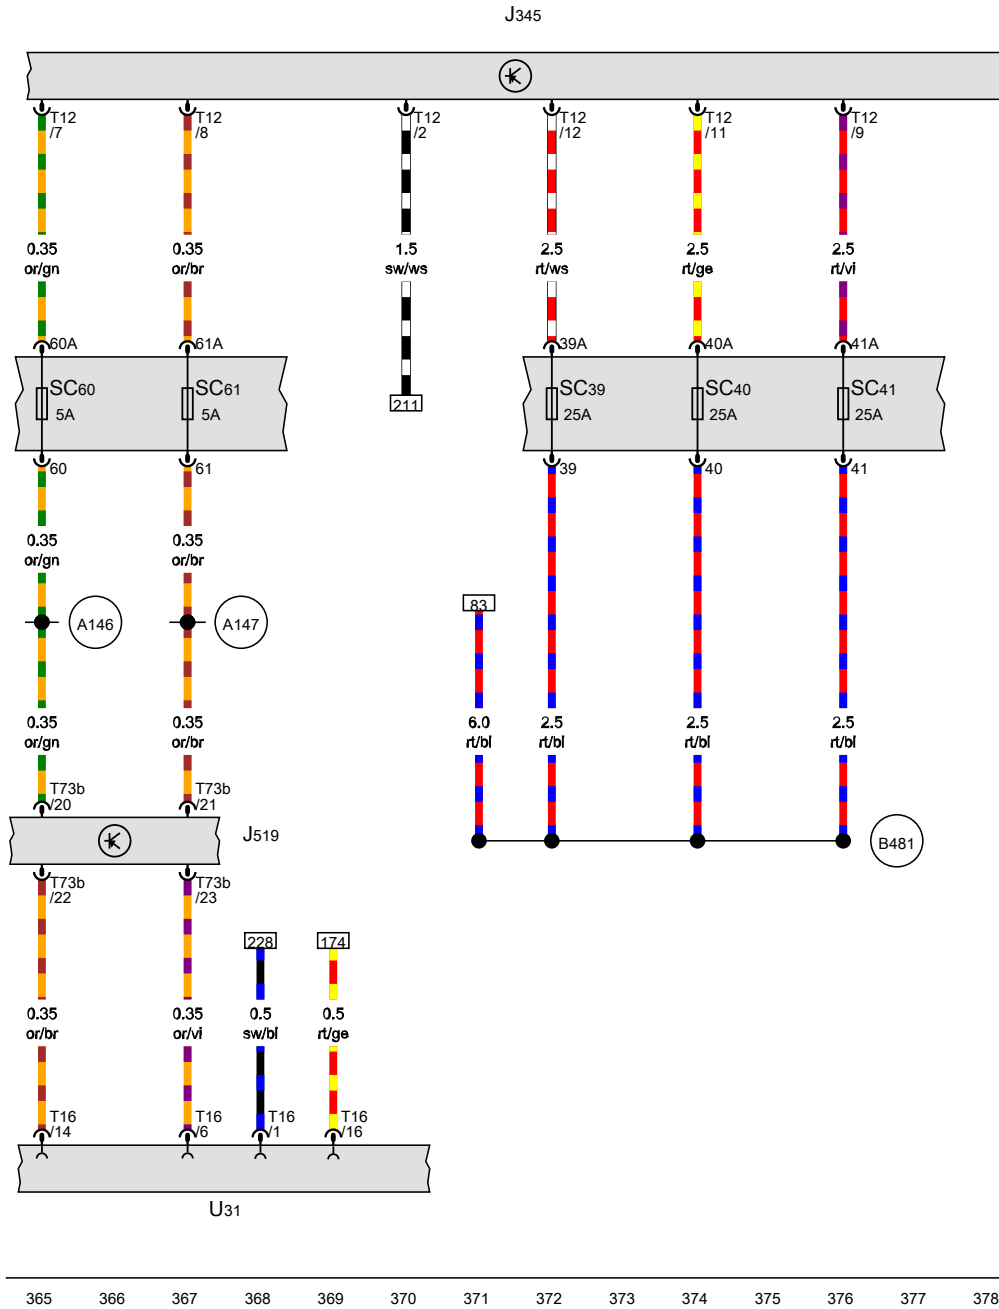 J345
T12 T12 T12 T12 T12 T12
/7 /8 /2 /12 /11 /9
0.35 0.35 1.5 2.5 2.5 2.5
or/gn or/br sw/ws rt/ws rt/ge rt/vi
60A 61A 39A 40A 41A
SC60 SC61 SC39 SC40 SC41
5A 5A 25A 25A 25A
211
60 61 39 40 41
0.35 0.35
or/gn or/br
83
A146 A147
0.35 0.35 6.0 2.5 2.5 2.5
or/gn or/br rt/bl rt/bl rt/bl rt/bl
T73b T73b
/20 /21
J519
B481
T73b T73b
/22 /23
228 174
0.35 0.35 0.5 0.5
or/br or/vi sw/bl rt/ge
T16 T16 T16 T16
/14 /6 /1 /16
U31
365 366 367 368 369 370 371 372 373 374 375 376 377 378